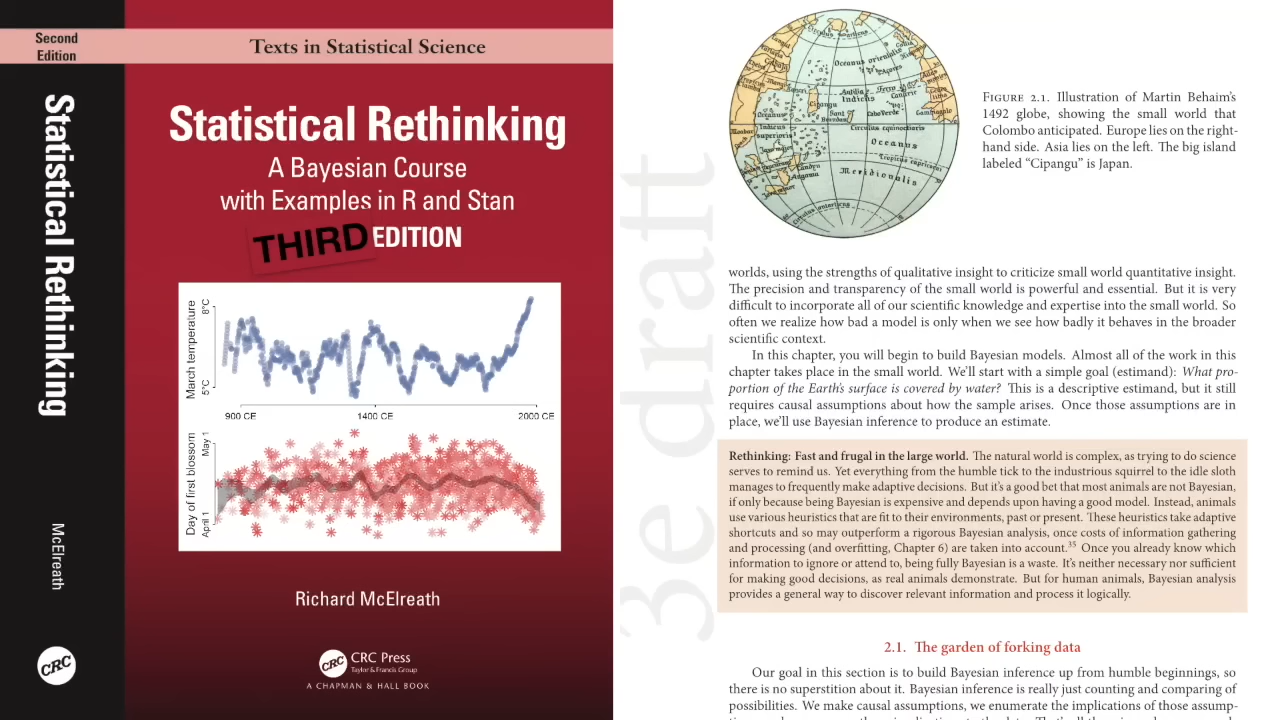 Second
Edition
Statistical Rethinking
McElreath
CRC
Texts in Statistical Science
Statistical Rethinking
A Bayesian Course
with Examples in R and Stan
THIRD EDITION
March temperature
8°C
5°C
900 CE
1400 CE
2000 CE
Day of first blossom
May 1
April 1
Richard McElreath
CRC
CRC Press
Taylor & Francis Group
A CHAPMAN & HALL BOOK
3e draft
Oceanus orientalis
Cipangu
Antilia
Indichs
Cabo Verde
Circulus equinoctiaris
Oceanus
Indicus
superioris
Tropicus capricorni
Meridionalis
FIGURE 2.1. Illustration of Martin Behaim's
1492 globe, showing the small world that
Colombo anticipated. Europe lies on the right-
hand side. Asia lies on the left. The big island
labeled “Cipangu” is Japan.
worlds, using the strengths of qualitative insight to criticize small world quantitative insight.
The precision and transparency of the small world is powerful and essential. But it is very
difficult to incorporate all of our scientific knowledge and expertise into the small world. So
often we realize how bad a model is only when we see how badly it behaves in the broader
scientific context.
In this chapter, you will begin to build Bayesian models. Almost all of the work in this
chapter takes place in the small world. We'll start with a simple goal (estimand): What pro-
portion of the Earth's surface is covered by water? This is a descriptive estimand, but it still
requires causal assumptions about how the sample arises. Once those assumptions are in
place, we'll use Bayesian inference to produce an estimate.
Rethinking: Fast and frugal in the large world. The natural world is complex, as trying to do science
serves to remind us. Yet everything from the humble tick to the industrious squirrel to the idle sloth
manages to frequently make adaptive decisions. But it's a good bet that most animals are not Bayesian,
if only because being Bayesian is expensive and depends upon having a good model. Instead, animals
use various heuristics that are fit to their environments, past or present. These heuristics take adaptive
shortcuts and so may outperform a rigorous Bayesian analysis, once costs of information gathering
and processing (and overfitting, Chapter 6) are taken into account.35 Once you already know which
information to ignore or attend to, being fully Bayesian is a waste. It's neither necessary nor sufficient
for making good decisions, as real animals demonstrate. But for human animals, Bayesian analysis
provides a general way to discover relevant information and process it logically.
2.1. The garden of forking data
Our goal in this section is to build Bayesian inference up from humble beginnings, so
there is no superstition about it. Bayesian inference is really just counting and comparing of
possibilities. We make causal assumptions, we enumerate the implications of those assump-